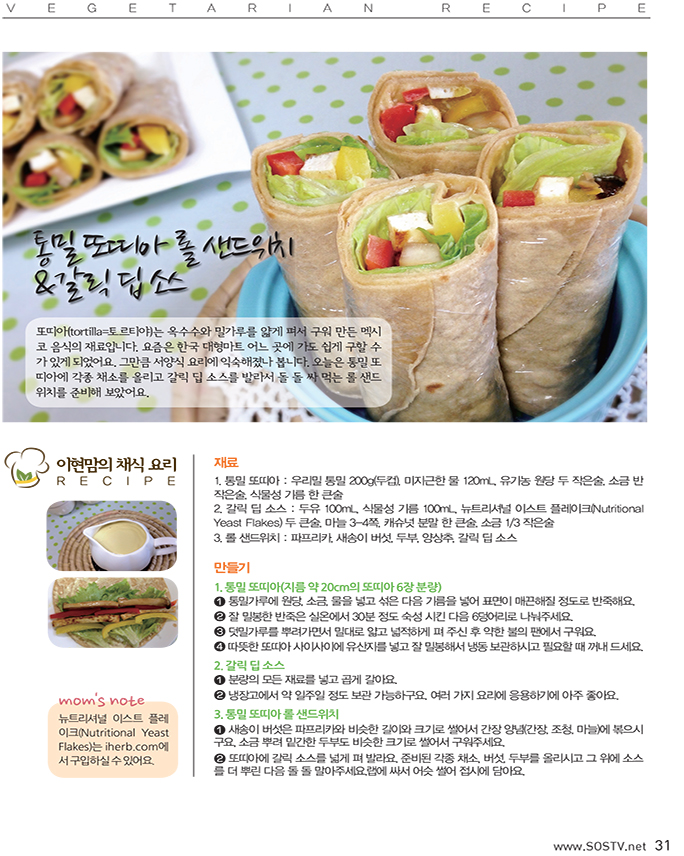 VEGETARIAN RECIPE
통밀 또띠아 롤 샌드위치
&갈릭 딥 소스
또띠아(tortilla=토르티야)는 옥수수와 밀가루를 얇게 펴서 구워 만든 멕시
코 음식의 재료입니다. 요즘은 한국 대형마트 어느 곳에 가도 쉽게 구할 수
가 있게 되었어요. 그만큼 서양식 요리에 익숙해졌나 봅니다. 오늘은 통밀 또
띠아에 각종 채소를 올리고 갈릭 딥 소스를 발라서 돌 돌 싸 먹는 롤 샌드
위치를 준비해 보았어요.
이현맘의 채식 요리
RECIPE
재료
1. 통밀 또띠아 : 우리밀 통밀 200g(두컵), 미지근한 물 120mL, 유기농 원당 두 작은술, 소금 반
작은술, 식물성 기름 한 큰술
2. 갈릭 딥 소스 : 두유 100mL, 식물성 기름 100mL, 뉴트리셔널 이스트 플레이크(Nutritional
Yeast Flakes) 두 큰술, 마늘 3-4쪽, 캐슈넛 분말 한 큰술, 소금 1/3 작은술
3. 롤 샌드위치 : 파프리카, 새송이 버섯, 두부, 양상추, 갈릭 딥 소스
만들기
1. 통밀 또띠아(지름 약 20cm의 또띠아 6장 분량)
❶ 통밀가루에 원당, 소금, 물을 넣고 섞은 다음 기름을 넣어 표면이 매끈해질 정도로 반죽해요.
❷ 잘 밀봉한 반죽은 실온에서 30분 정도 숙성 시킨 다음 6덩어리로 나눠주세요.
❸ 덧밀가루를 뿌려가면서 밀대로 얇고 넓적하게 펴 주신 후 약한 불의 팬에서 구워요.
❹ 따뜻한 또띠아 사이사이에 유산지를 넣고 잘 밀봉해서 냉동 보관하시고 필요할 때 꺼내 드세요.
2. 갈릭 딥 소스
❶ 분량의 모든 재료를 넣고 곱게 갈아요.
❷ 냉장고에서 약 일주일 정도 보관 가능하구요. 여러 가지 요리에 응용하기에 아주 좋아요.
3. 통밀 또띠아 롤 샌드위치
❶ 새송이 버섯은 파프리카와 비슷한 길이와 크기로 썰어서 간장 양념(간장, 조청, 마늘)에 볶으시
구요. 소금 뿌려 밑간한 두부도 비슷한 크기로 썰어서 구워주세요.
❷ 또띠아에 갈릭 소스를 넓게 펴 발라요. 준비된 각종 채소, 버섯, 두부를 올리시고 그 위에 소스
를 더 뿌린 다음 돌 돌 말아주세요.랩에 싸서 어슷 썰어 접시에 담아요.
mom's note
뉴트리셔널 이스트 플레
이크(Nutritional Yeast
Flakes)는 iherb.com에
서 구입하실 수 있어요.
www.SOSTV.net 31